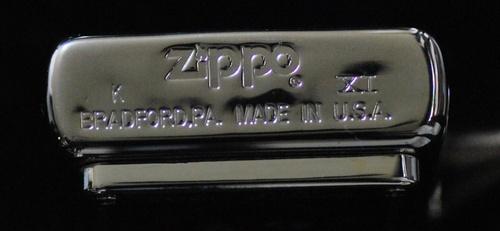 zippo®
K XI
BRADFORD,PA. MADE IN U.S.A.